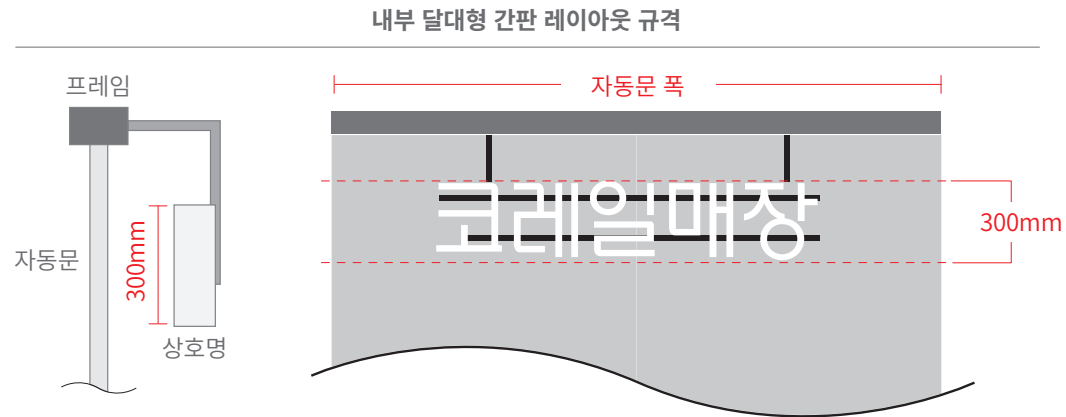 내부 달대형 간판 레이아웃 규격
프레임
자동문
300mm
상호명
자동문 폭
코레일매장
300mm